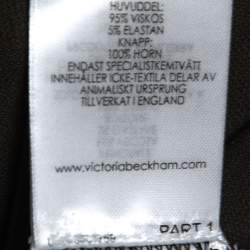 HUVUDDEL:
95% VISKOS
5% ELASTAN
KNAPP:
100% HORN
ENDAST SPECIALISTKEMTVÄTT
INNEHÅLLER ICKE-TEXTILA DELAR AV
ANIMALISKT URSPRUNG
TILLVERKAT I ENGLAND
www.victoriabeckham.com
PART 1